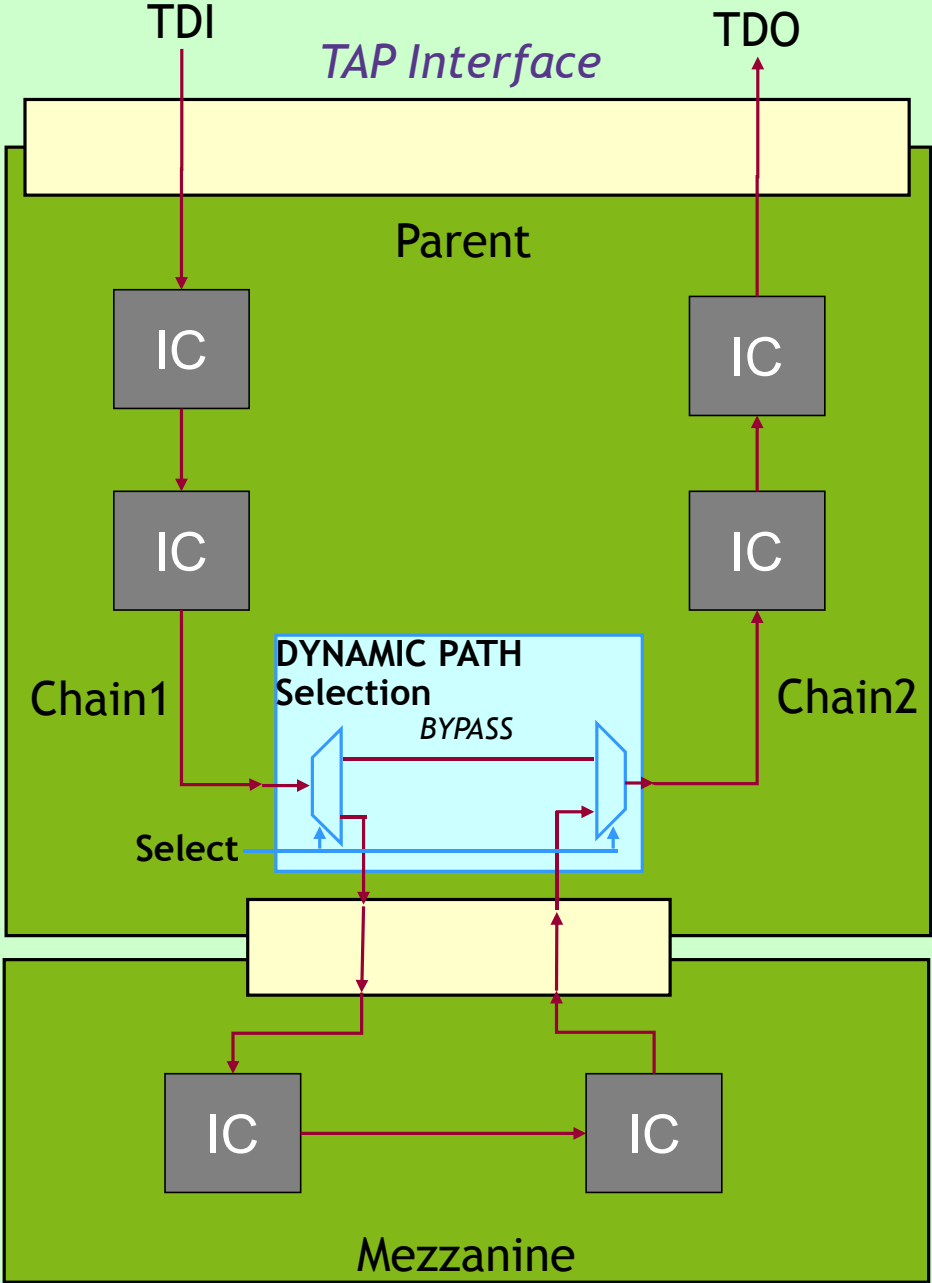 TDI
TDO
TAP Interface
Parent
IC
IC
IC
IC
DYNAMIC PATH
Selection
BYPASS
Chain1
Chain2
Select
IC
IC
Mezzanine